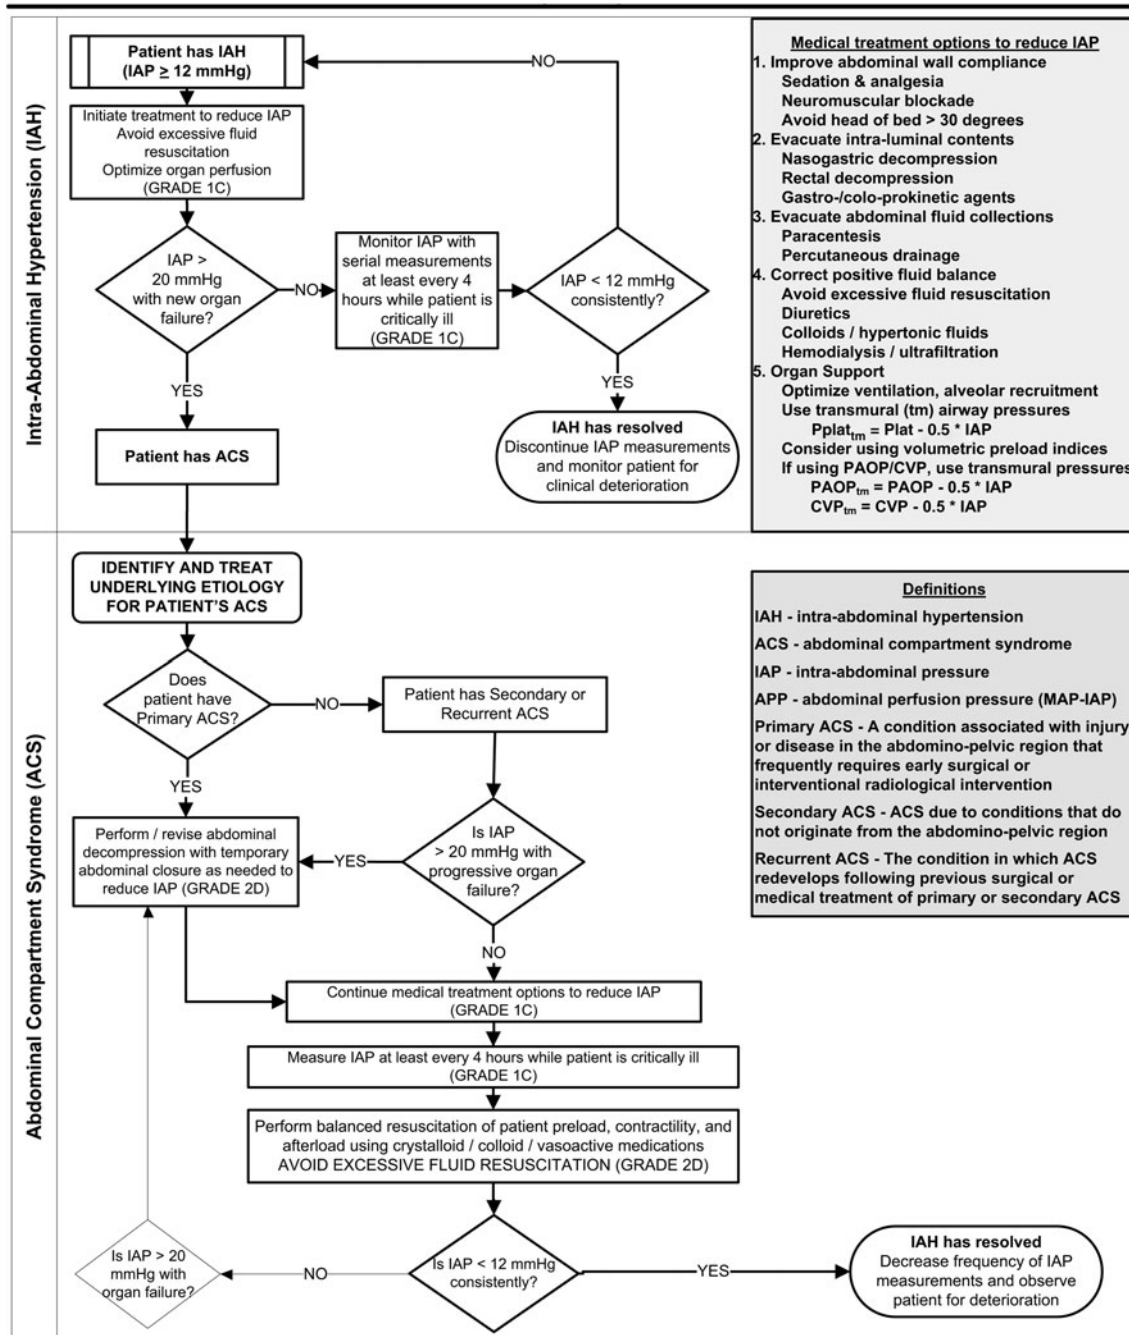 Intra-Abdominal Hypertension (IAH)
Patient has IAH
(IAP ≥ 12 mmHg)
NO
Initiate treatment to reduce IAP
Avoid excessive fluid
resuscitation
Optimize organ perfusion
(GRADE 1C)
IAP >
20 mmHg
with new organ
failure?
NO
Monitor IAP with
serial measurements
at least every 4
hours while patient is
critically ill
(GRADE 1C)
IAP < 12 mmHg
consistently?
YES
YES
Patient has ACS
IAH has resolved
Discontinue IAP measurements
and monitor patient for
clinical deterioration
Medical treatment options to reduce IAP
1. Improve abdominal wall compliance
Sedation & analgesia
Neuromuscular blockade
Avoid head of bed > 30 degrees
2. Evacuate intra-luminal contents
Nasogastric decompression
Rectal decompression
Gastro-/colo-prokinetic agents
3. Evacuate abdominal fluid collections
Paracentesis
Percutaneous drainage
4. Correct positive fluid balance
Avoid excessive fluid resuscitation
Diuretics
Colloids / hypertonic fluids
Hemodialysis / ultrafiltration
5. Organ Support
Optimize ventilation, alveolar recruitment
Use transmural (tm) airway pressures
Pplattm = Plat - 0.5 * IAP
Consider using volumetric preload indices
If using PAOP/CVP, use transmural pressures
PAOPtm = PAOP - 0.5 * IAP
CVPtm = CVP - 0.5 * IAP
Abdominal Compartment Syndrome (ACS)
IDENTIFY AND TREAT
UNDERLYING ETIOLOGY
FOR PATIENT'S ACS
Does
patient have
Primary ACS?
NO
Patient has Secondary or
Recurrent ACS
YES
Perform / revise abdominal
decompression with temporary
abdominal closure as needed to
reduce IAP (GRADE 2D)
YES
Is IAP
> 20 mmHg with
progressive organ
failure?
NO
Continue medical treatment options to reduce IAP
(GRADE 1C)
Measure IAP at least every 4 hours while patient is critically ill
(GRADE 1C)
Perform balanced resuscitation of patient preload, contractility, and
afterload using crystalloid / colloid / vasoactive medications
AVOID EXCESSIVE FLUID RESUSCITATION (GRADE 2D)
Is IAP > 20
mmHg with
organ failure?
NO
Is IAP < 12 mmHg
consistently?
YES
IAH has resolved
Decrease frequency of IAP
measurements and observe
patient for deterioration
Definitions
IAH - intra-abdominal hypertension
ACS - abdominal compartment syndrome
IAP - intra-abdominal pressure
APP - abdominal perfusion pressure (MAP-IAP)
Primary ACS - A condition associated with injury
or disease in the abdomino-pelvic region that
frequently requires early surgical or
interventional radiological intervention
Secondary ACS - ACS due to conditions that do
not originate from the abdomino-pelvic region
Recurrent ACS - The condition in which ACS
redevelops following previous surgical or
medical treatment of primary or secondary ACS